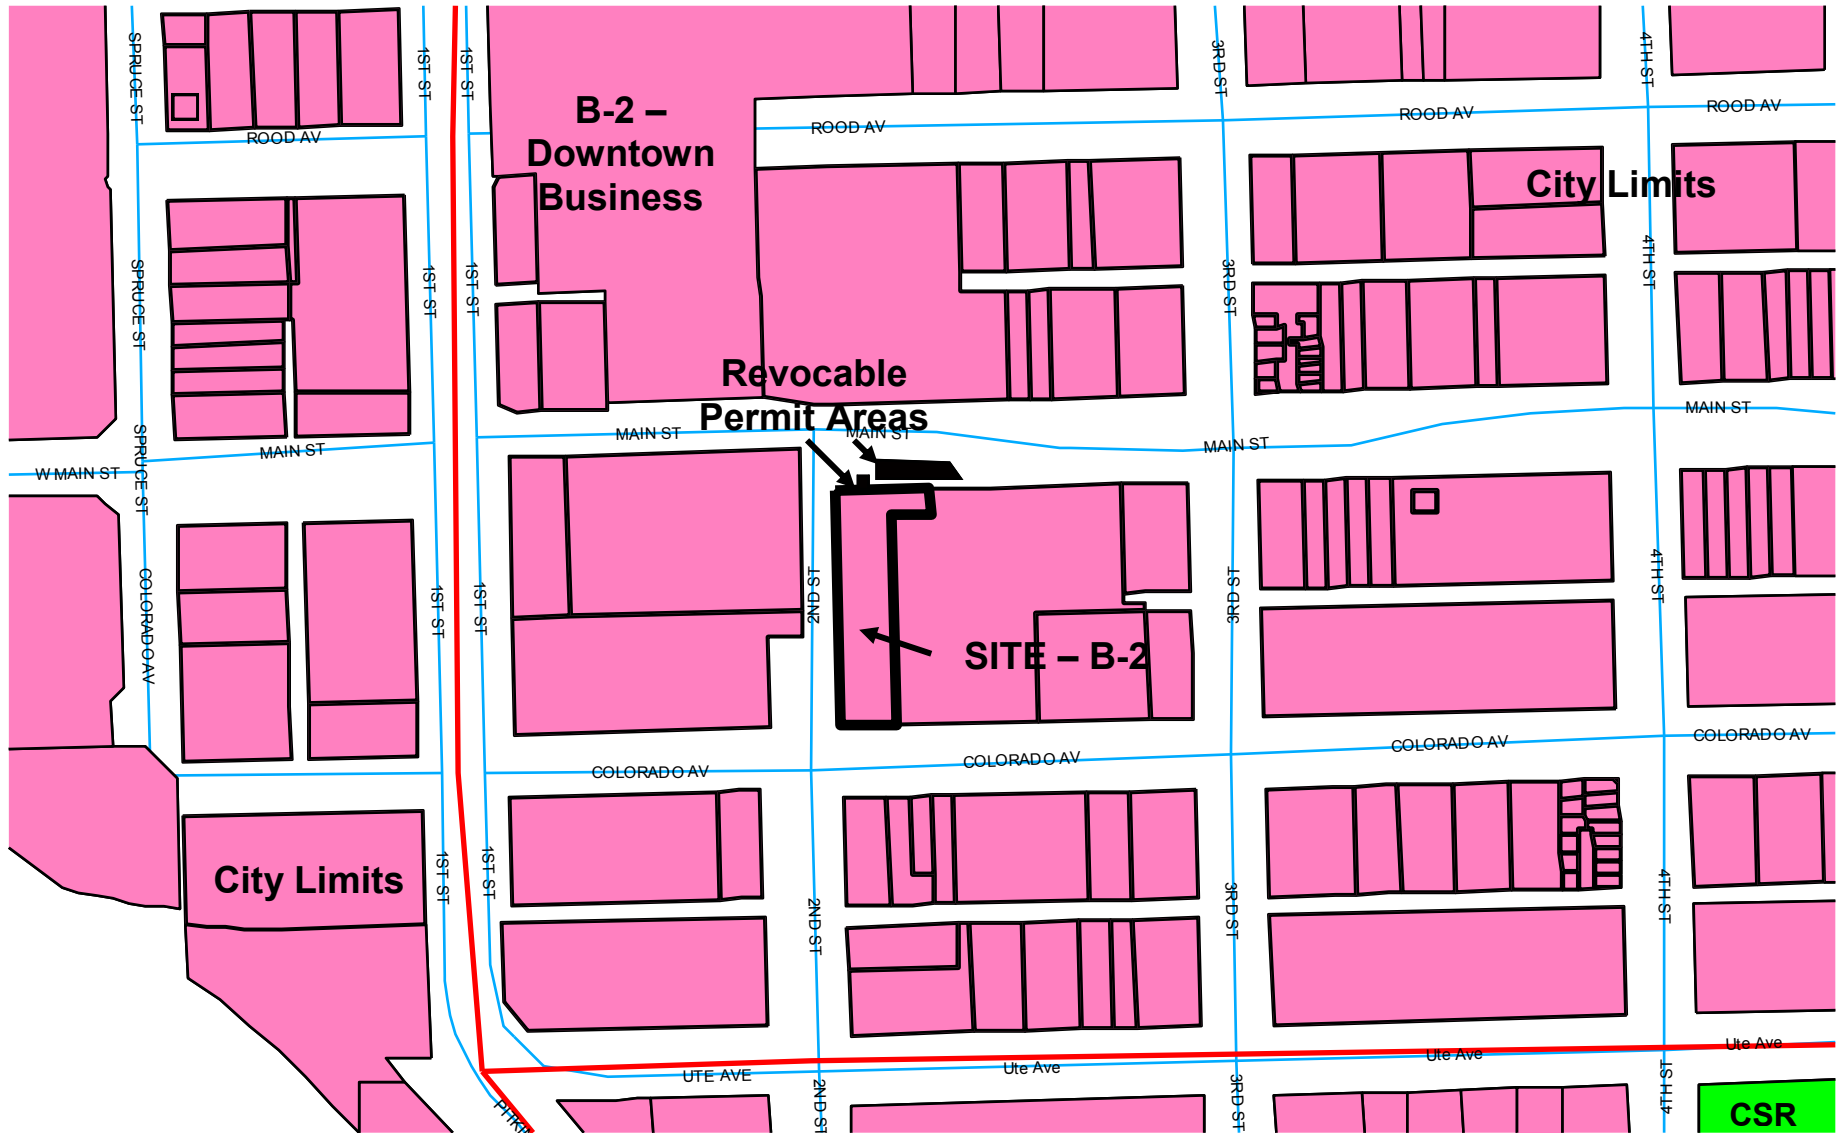 SPRUCE ST
1ST ST
1ST ST
3RD ST
4TH ST
B-2 –
Downtown
Business
ROOD AV
ROOD AV
ROOD AV
ROOD AV
City Limits
SPRUCE ST
1ST ST
1ST ST
3RD ST
4TH ST
Revocable
Permit Areas
MAIN ST
MAIN ST
MAIN ST
MAIN ST
MAIN ST
W MAIN ST
SPRUCE ST
COLORADO AV
1ST ST
1ST ST
2ND ST
3RD ST
4TH ST
SITE – B-2
COLORADO AV
COLORADO AV
COLORADO AV
COLORADO AV
City Limits
1ST ST
1ST ST
2ND ST
3RD ST
4TH ST
UTE AVE
Ute Ave
Ute Ave
Ute Ave
2ND ST
3RD ST
4TH ST
CSR